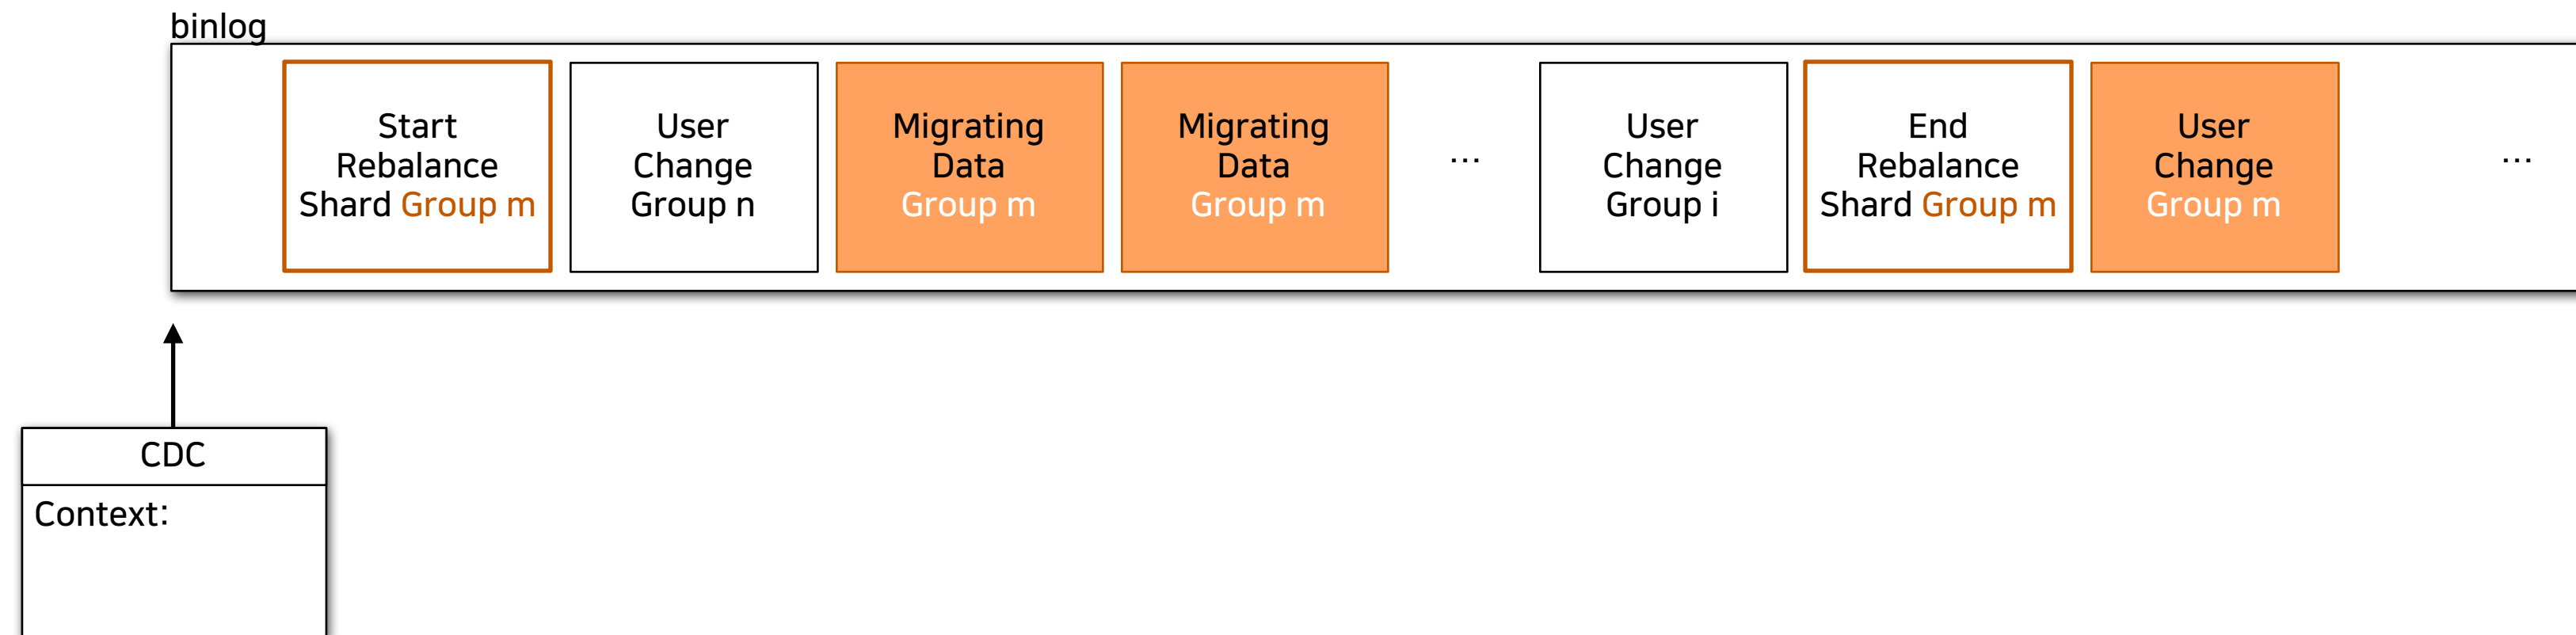 binlog
Start
Rebalance
Shard Group m
User
Change
Group n
Migrating
Data
Group m
Migrating
Data
Group m
...
User
Change
Group i
End
Rebalance
Shard Group m
User
Change
Group m
...
CDC
Context: